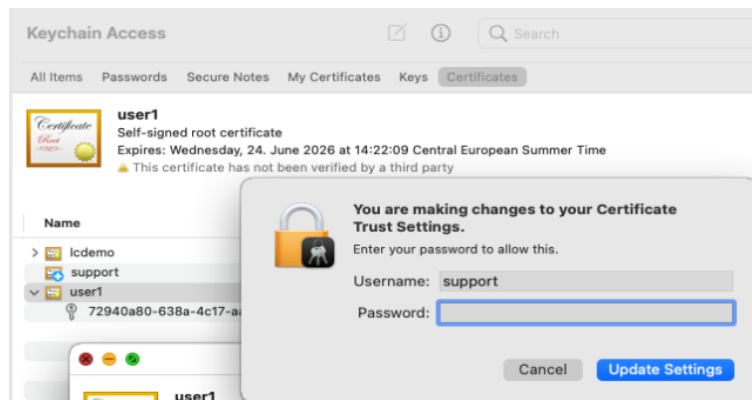 Keychain Access
Search
All Items Passwords Secure Notes My Certificates Keys Certificates
Certificate
Root
user1
Self-signed root certificate
Expires: Wednesday, 24. June 2026 at 14:22:09 Central European Summer Time
This certificate has not been verified by a third party
Name
lcdemo
support
user1
72940a80-638a-4c17-a
You are making changes to your Certificate
Trust Settings.
Enter your password to allow this.
Username: support
Password:
Cancel Update Settings
user1